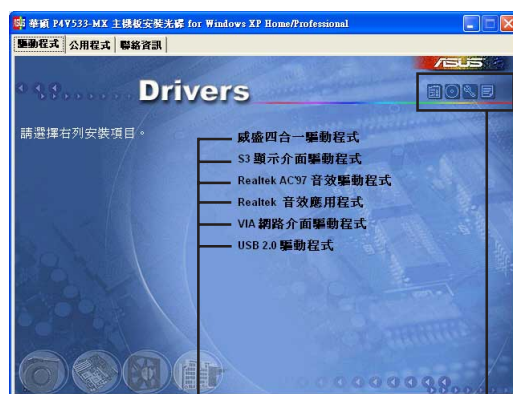 華碩 P4V533-MX 主機板安裝光碟 for Windows XP Home/Professional
驅動程式 公用程式 聯絡資訊
ASUS
Drivers
請選擇右列安裝項目。
威盛四合一驅動程式
S3 顯示介面驅動程式
Realtek AC'97 音效驅動程式
Realtek 音效應用程式
VIA 網路介面驅動程式
USB 2.0 驅動程式